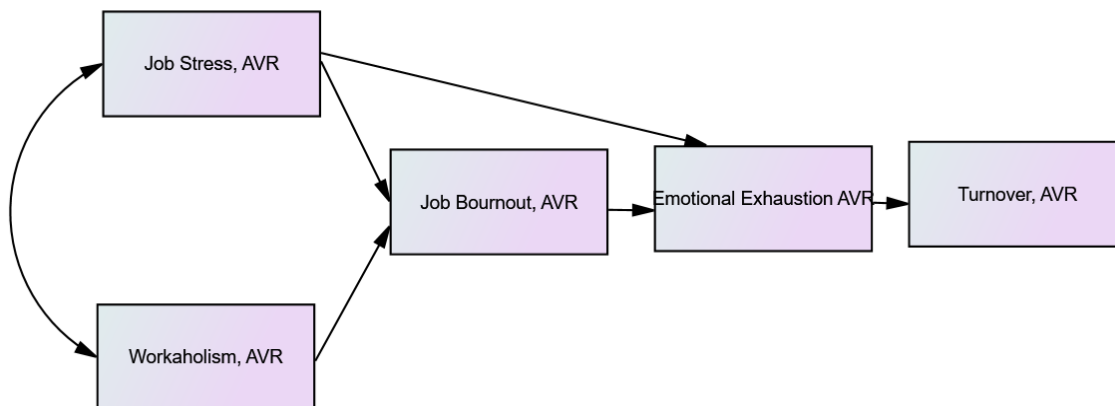 Job Stress, AVR
Job Bournout, AVR
Emotional Exhaustion AVR
Turnover, AVR
Workaholism, AVR